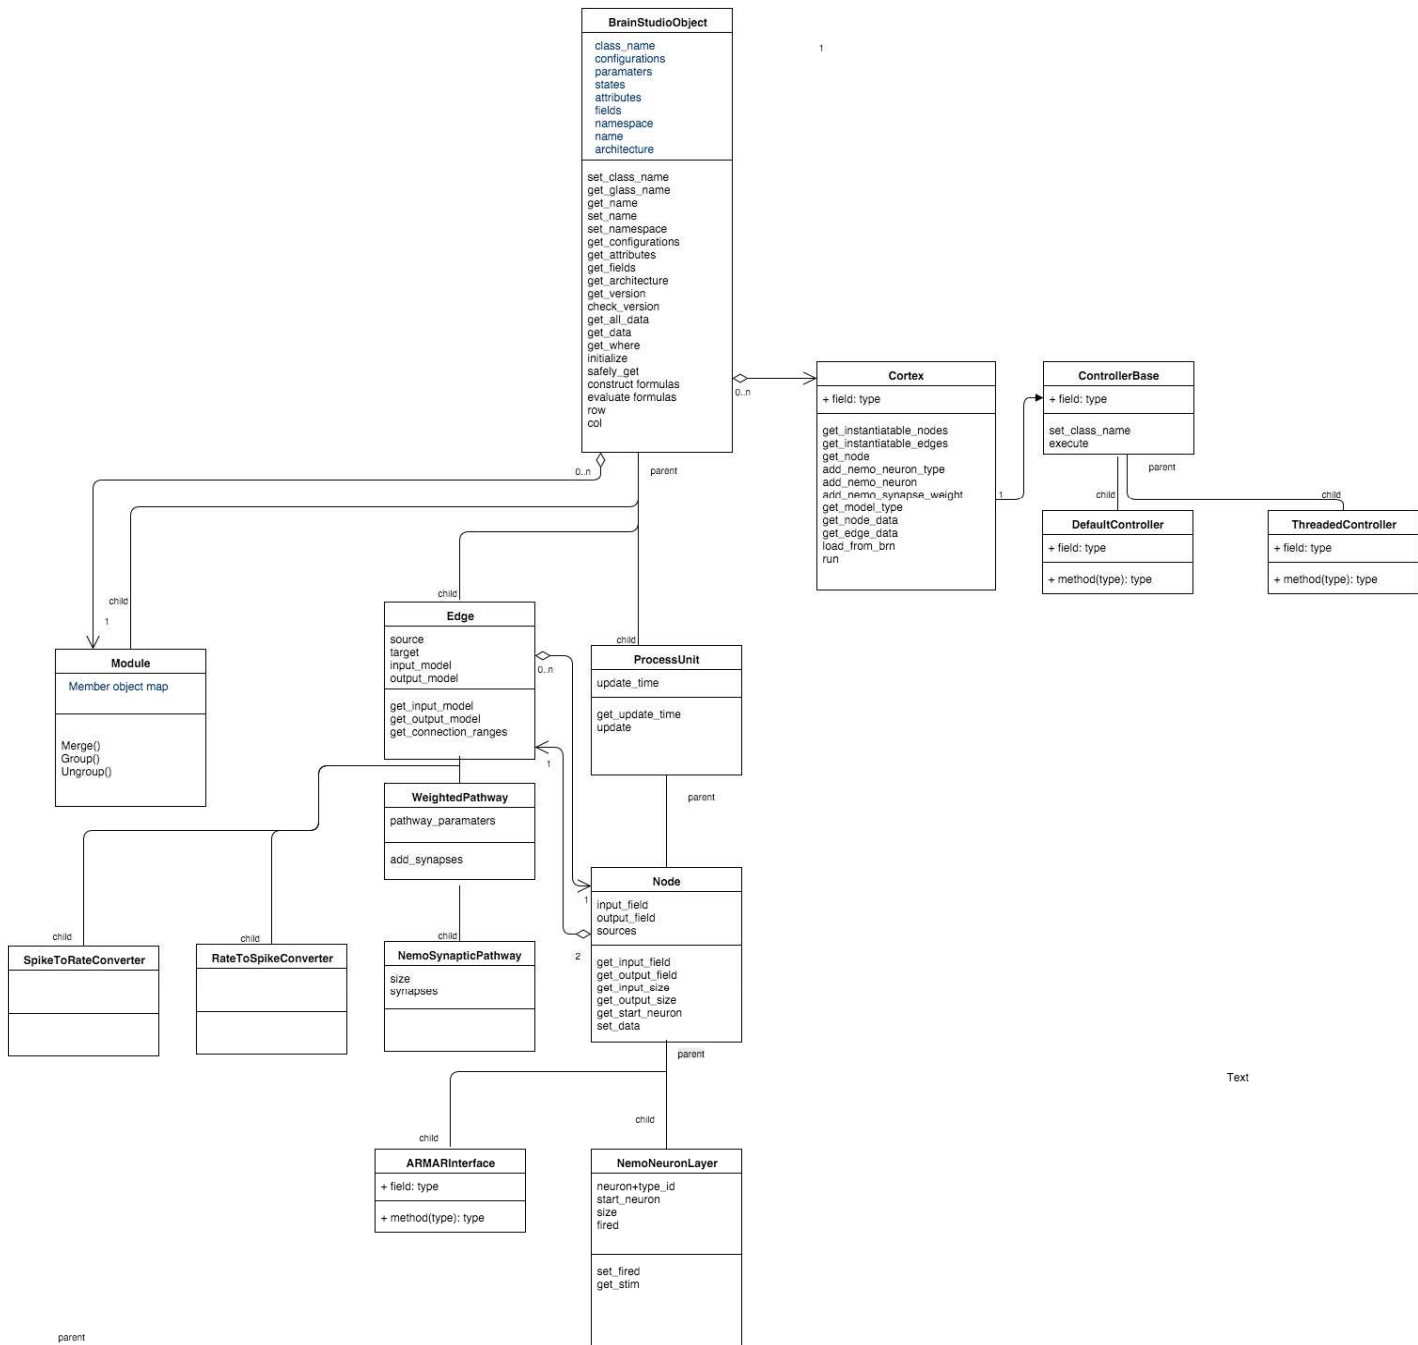 BrainStudioObject
class_name
configurations
paramaters
states
attributes
fields
namespace
name
architecture
set_class_name
get_glass_name
get_name
set_name
set_namespace
get_configurations
get_attributes
get_fields
get_architecture
get_version
check_version
get_all_data
get_data
get_where
initialize
safely_get
construct formulas
evaluate formulas
row
col
1
0..n
0..n
parent
Cortex
+ field: type
get_instantiatable_nodes
get_instantiatable_edges
get_node
add_nemo_neuron_type
add_nemo_neuron
add_nemo_synapse_weight
get_model_type
get_node_data
get_edge_data
load_from_brn
run
1
ControllerBase
+ field: type
set_class_name
execute
parent
child
child
DefaultController
+ field: type
+ method(type): type
ThreadedController
+ field: type
+ method(type): type
child
1
Module
Member object map
Merge()
Group()
Ungroup()
child
Edge
source
target
input_model
output_model
get_input_model
get_output_model
get_connection_ranges
0..n
1
child
ProcessUnit
update_time
get_update_time
update
parent
WeightedPathway
pathway_paramaters
add_synapses
Node
input_field
output_field
sources
get_input_field
get_output_field
get_input_size
get_output_size
get_start_neuron
set_data
1
2
parent
child
SpikeToRateConverter
child
RateToSpikeConverter
child
NemoSynapticPathway
size
synapses
Text
child
child
ARMARInterface
+ field: type
+ method(type): type
NemoNeuronLayer
neuron+type_id
start_neuron
size
fired
set_fired
get_stim
parent